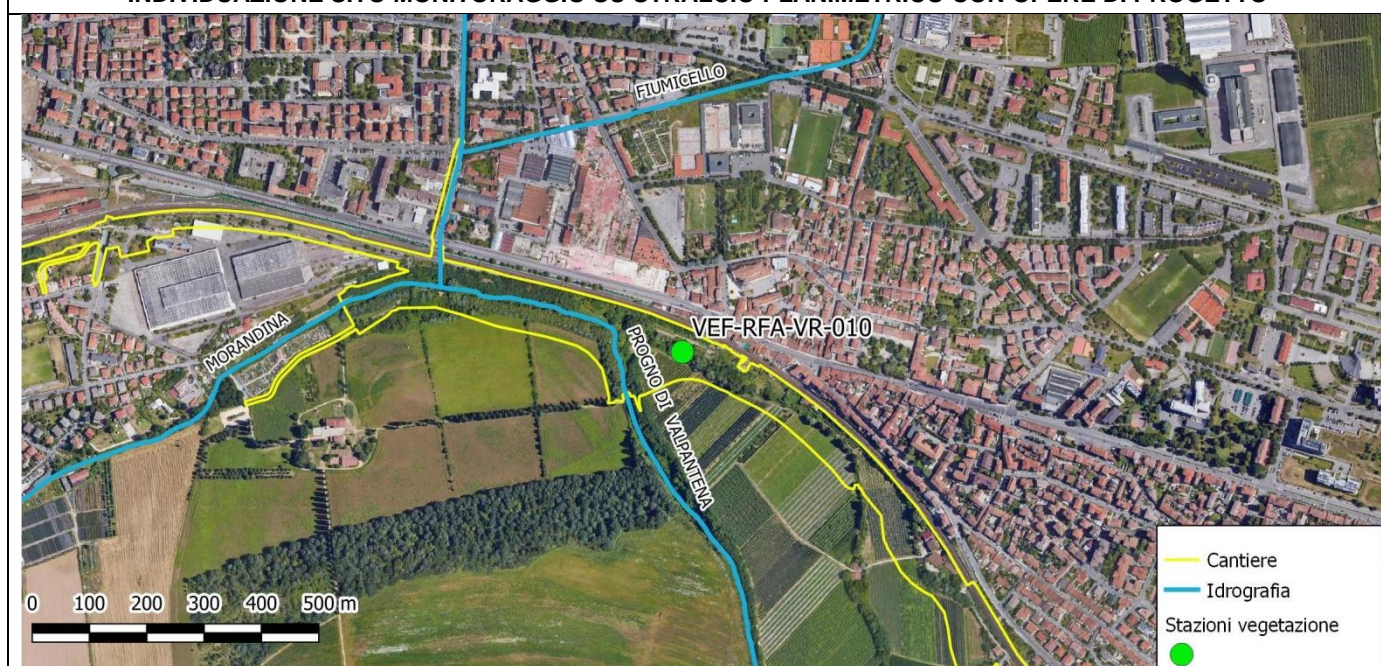 INDIVIDUAZIONE SITO MONITORAGGIO SU STRALCIO PLANIMETRICO CON OPERE DI PROGETTO
FIUMICELLO
MORANDINA
VEF-RFA-VR-010
PROGNO DI VALPANTENA
0 100 200 300 400 500 m
Cantiere
Idrografia
Stazioni vegetazione